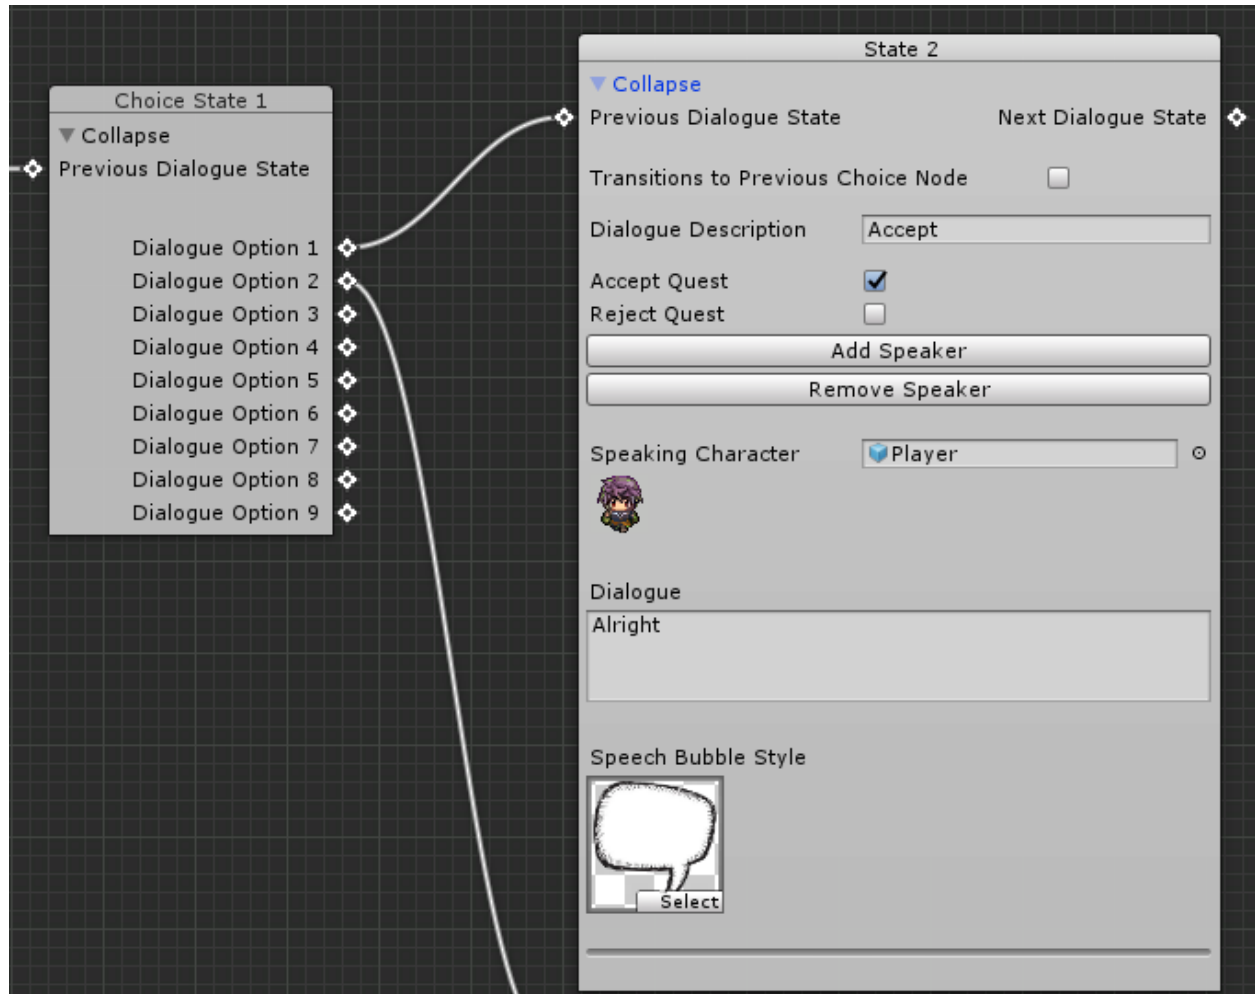 Choice State 1
Collapse
Previous Dialogue State
Dialogue Option 1
Dialogue Option 2
Dialogue Option 3
Dialogue Option 4
Dialogue Option 5
Dialogue Option 6
Dialogue Option 7
Dialogue Option 8
Dialogue Option 9
State 2
Collapse
Previous Dialogue State Next Dialogue State
Transitions to Previous Choice Node
Dialogue Description Accept
Accept Quest
Reject Quest
Add Speaker
Remove Speaker
Speaking Character Player
Dialogue
Alright
Speech Bubble Style
Select